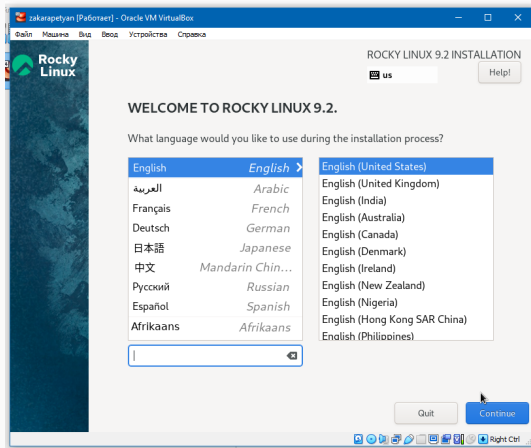 zakarapetyan [Работает] - Oracle VM VirtualBox
Файл Машина Вид Ввод Устройства Справка
Rocky Linux
ROCKY LINUX 9.2 INSTALLATION
us
Help!
WELCOME TO ROCKY LINUX 9.2.
What language would you like to use during the installation process?
English English
العربية Arabic
Français French
Deutsch German
日本語 Japanese
中文 Mandarin Chin...
Русский Russian
Español Spanish
Afrikaans Afrikaans
English (United States)
English (United Kingdom)
English (India)
English (Australia)
English (Canada)
English (Denmark)
English (Ireland)
English (New Zealand)
English (Nigeria)
English (Hong Kong SAR China)
English (Philippines)
Quit
Continue
Right Ctrl